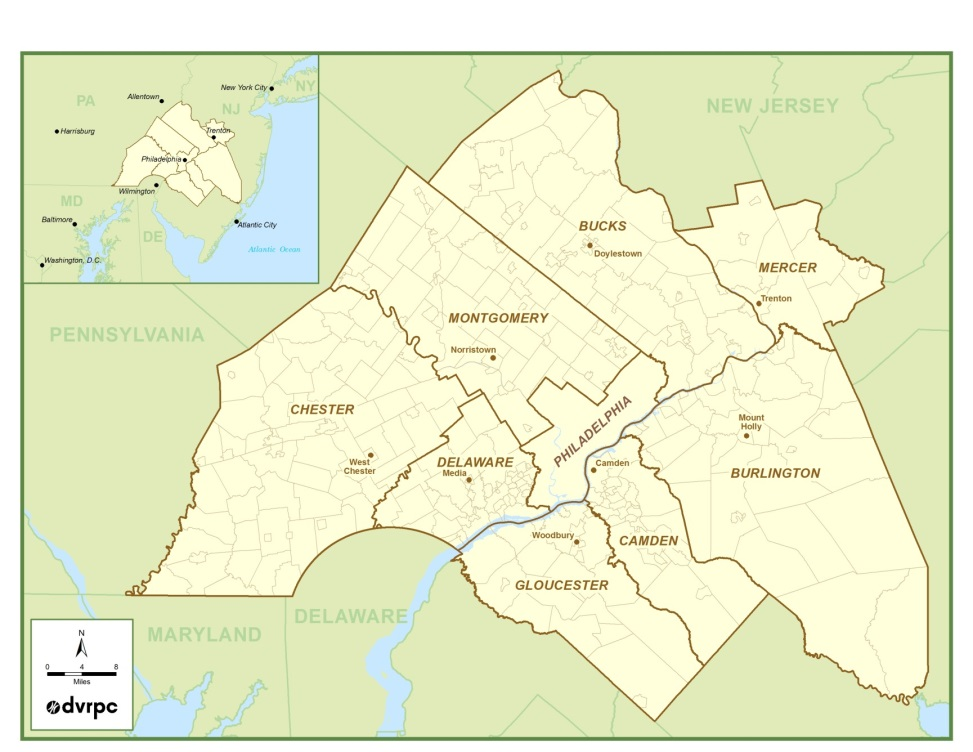 New York City
NY
Allentown
PA
NJ
Harrisburg
Trenton
Philadelphia
Wilmington
MD
Baltimore
DE
Atlantic City
Atlantic Ocean
Washington, D.C.
NEW JERSEY
BUCKS
Doylestown
MERCER
Trenton
PENNSYLVANIA
MONTGOMERY
Norristown
CHESTER
West
Chester
DELAWARE
Media
PHILADELPHIA
Camden
Mount
Holly
BURLINGTON
Woodbury
CAMDEN
GLOUCESTER
DELAWARE
MARYLAND
N
0 4 8
Miles
dvrpc